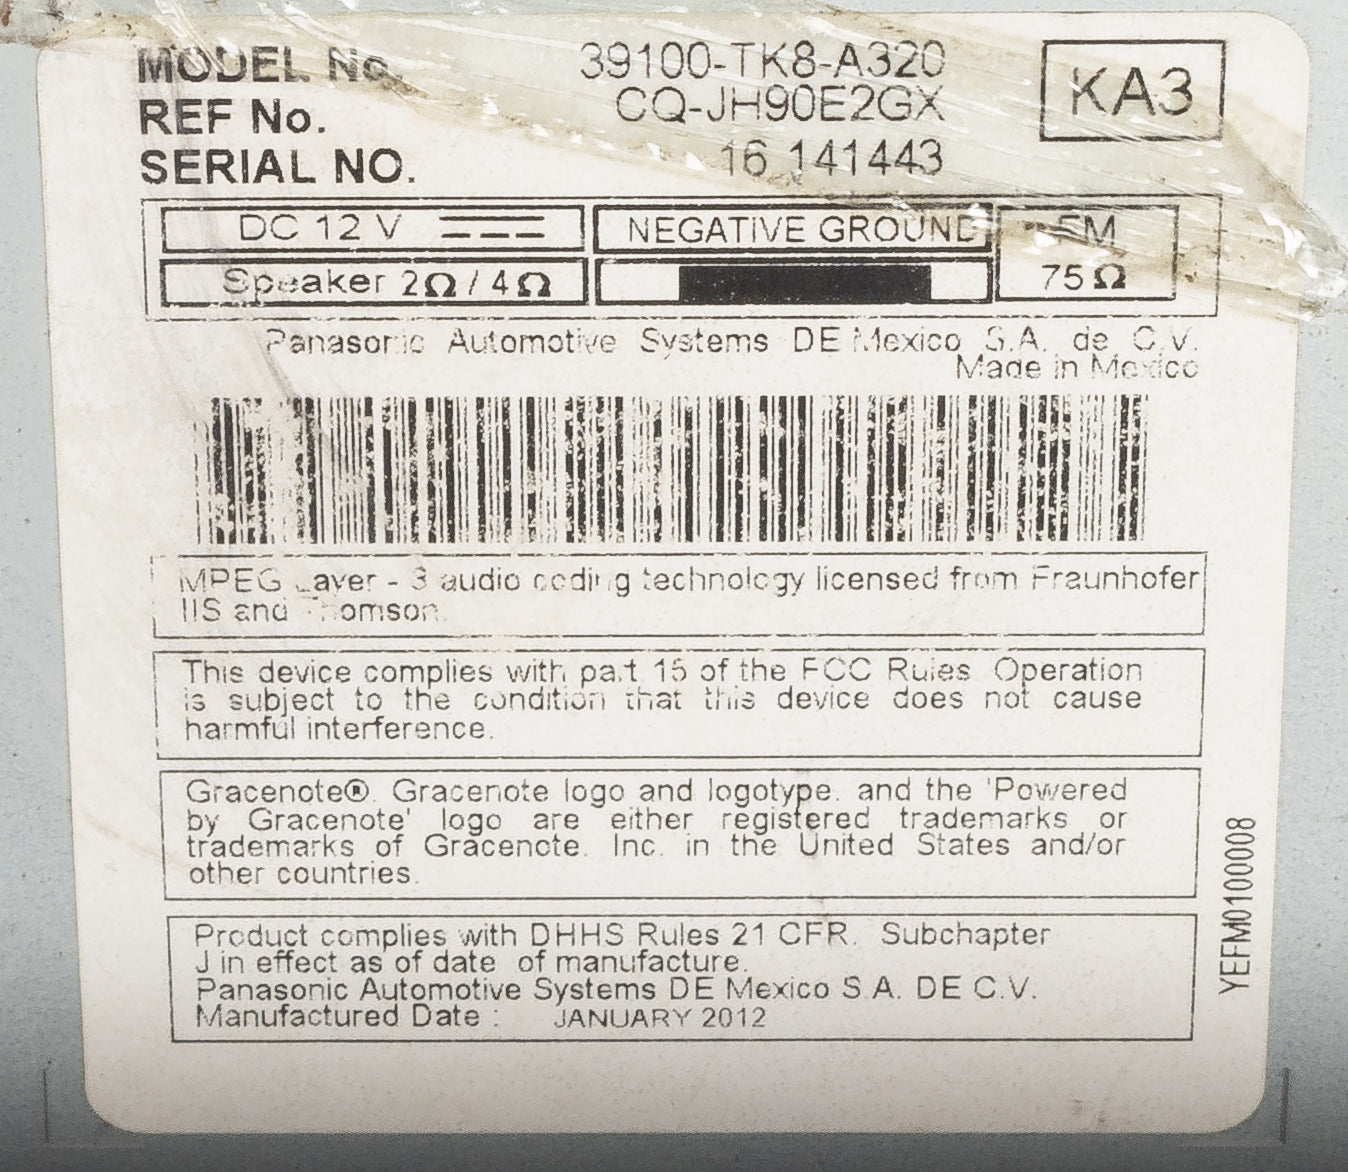 MODEL No. 39100-TK8-A320 KA3
REF No. CQ-JH90E2GX
SERIAL NO. 16 141443
DC 12 V NEGATIVE GROUND FM
Speaker 2Ω / 4Ω 75Ω
Panasonic Automotive Systems DE Mexico S.A. de C.V.
Made in Mexico
MPEG Layer - 3 audio coding technology licensed from Fraunhofer
IIS and Thomson.
This device complies with part 15 of the FCC Rules. Operation
is subject to the condition that this device does not cause
harmful interference.
Gracenote®. Gracenote logo and logotype. and the 'Powered
by Gracenote' logo are either registered trademarks or
trademarks of Gracenote. Inc. in the United States and/or
other countries.
Product complies with DHHS Rules 21 CFR. Subchapter
J in effect as of date of manufacture.
Panasonic Automotive Systems DE Mexico S.A. DE C.V.
Manufactured Date : JANUARY 2012
YEFM0100008